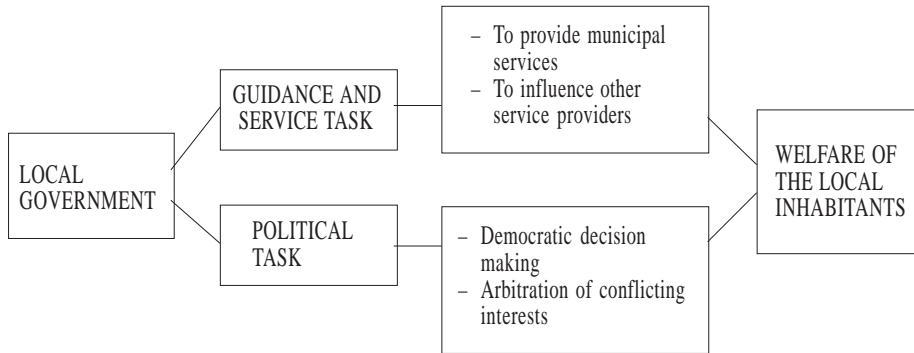 LOCAL
GOVERNMENT
GUIDANCE AND
SERVICE TASK
– To provide municipal
services
– To influence other
service providers
POLITICAL
TASK
– Democratic decision
making
– Arbitration of conflicting
interests
WELFARE OF
THE LOCAL
INHABITANTS